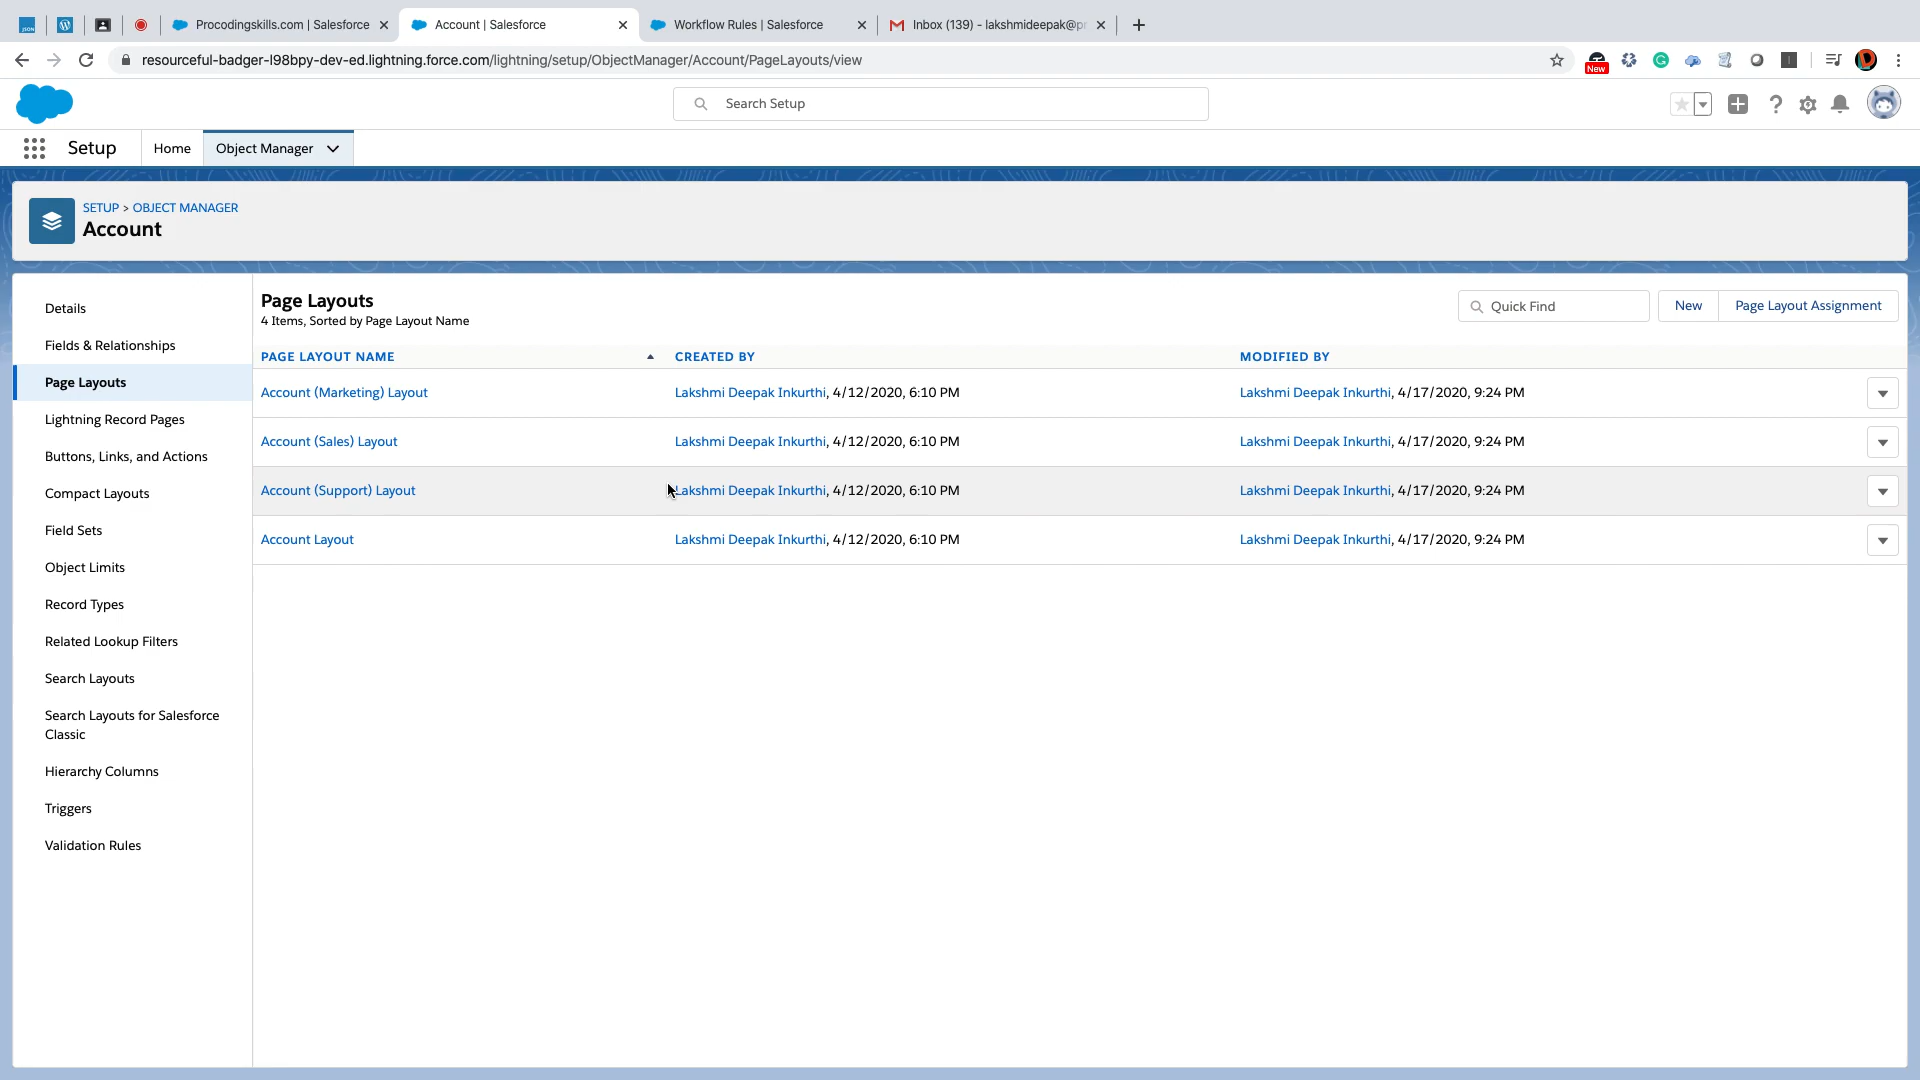 Procodingskills.com | Salesforce
Account | Salesforce
Workflow Rules | Salesforce
Inbox (139) - lakshmideepak@pr
resourceful-badger-l98bpy-dev-ed.lightning.force.com/lightning/setup/ObjectManager/Account/PageLayouts/view
New
Search Setup
Setup
Home
Object Manager
SETUP > OBJECT MANAGER
Account
Details
Fields & Relationships
Page Layouts
Lightning Record Pages
Buttons, Links, and Actions
Compact Layouts
Field Sets
Object Limits
Record Types
Related Lookup Filters
Search Layouts
Search Layouts for Salesforce
Classic
Hierarchy Columns
Triggers
Validation Rules
Page Layouts
4 Items, Sorted by Page Layout Name
Quick Find
New
Page Layout Assignment
PAGE LAYOUT NAME CREATED BY MODIFIED BY
Account (Marketing) Layout Lakshmi Deepak Inkurthi, 4/12/2020, 6:10 PM Lakshmi Deepak Inkurthi, 4/17/2020, 9:24 PM
Account (Sales) Layout Lakshmi Deepak Inkurthi, 4/12/2020, 6:10 PM Lakshmi Deepak Inkurthi, 4/17/2020, 9:24 PM
Account (Support) Layout Lakshmi Deepak Inkurthi, 4/12/2020, 6:10 PM Lakshmi Deepak Inkurthi, 4/17/2020, 9:24 PM
Account Layout Lakshmi Deepak Inkurthi, 4/12/2020, 6:10 PM Lakshmi Deepak Inkurthi, 4/17/2020, 9:24 PM